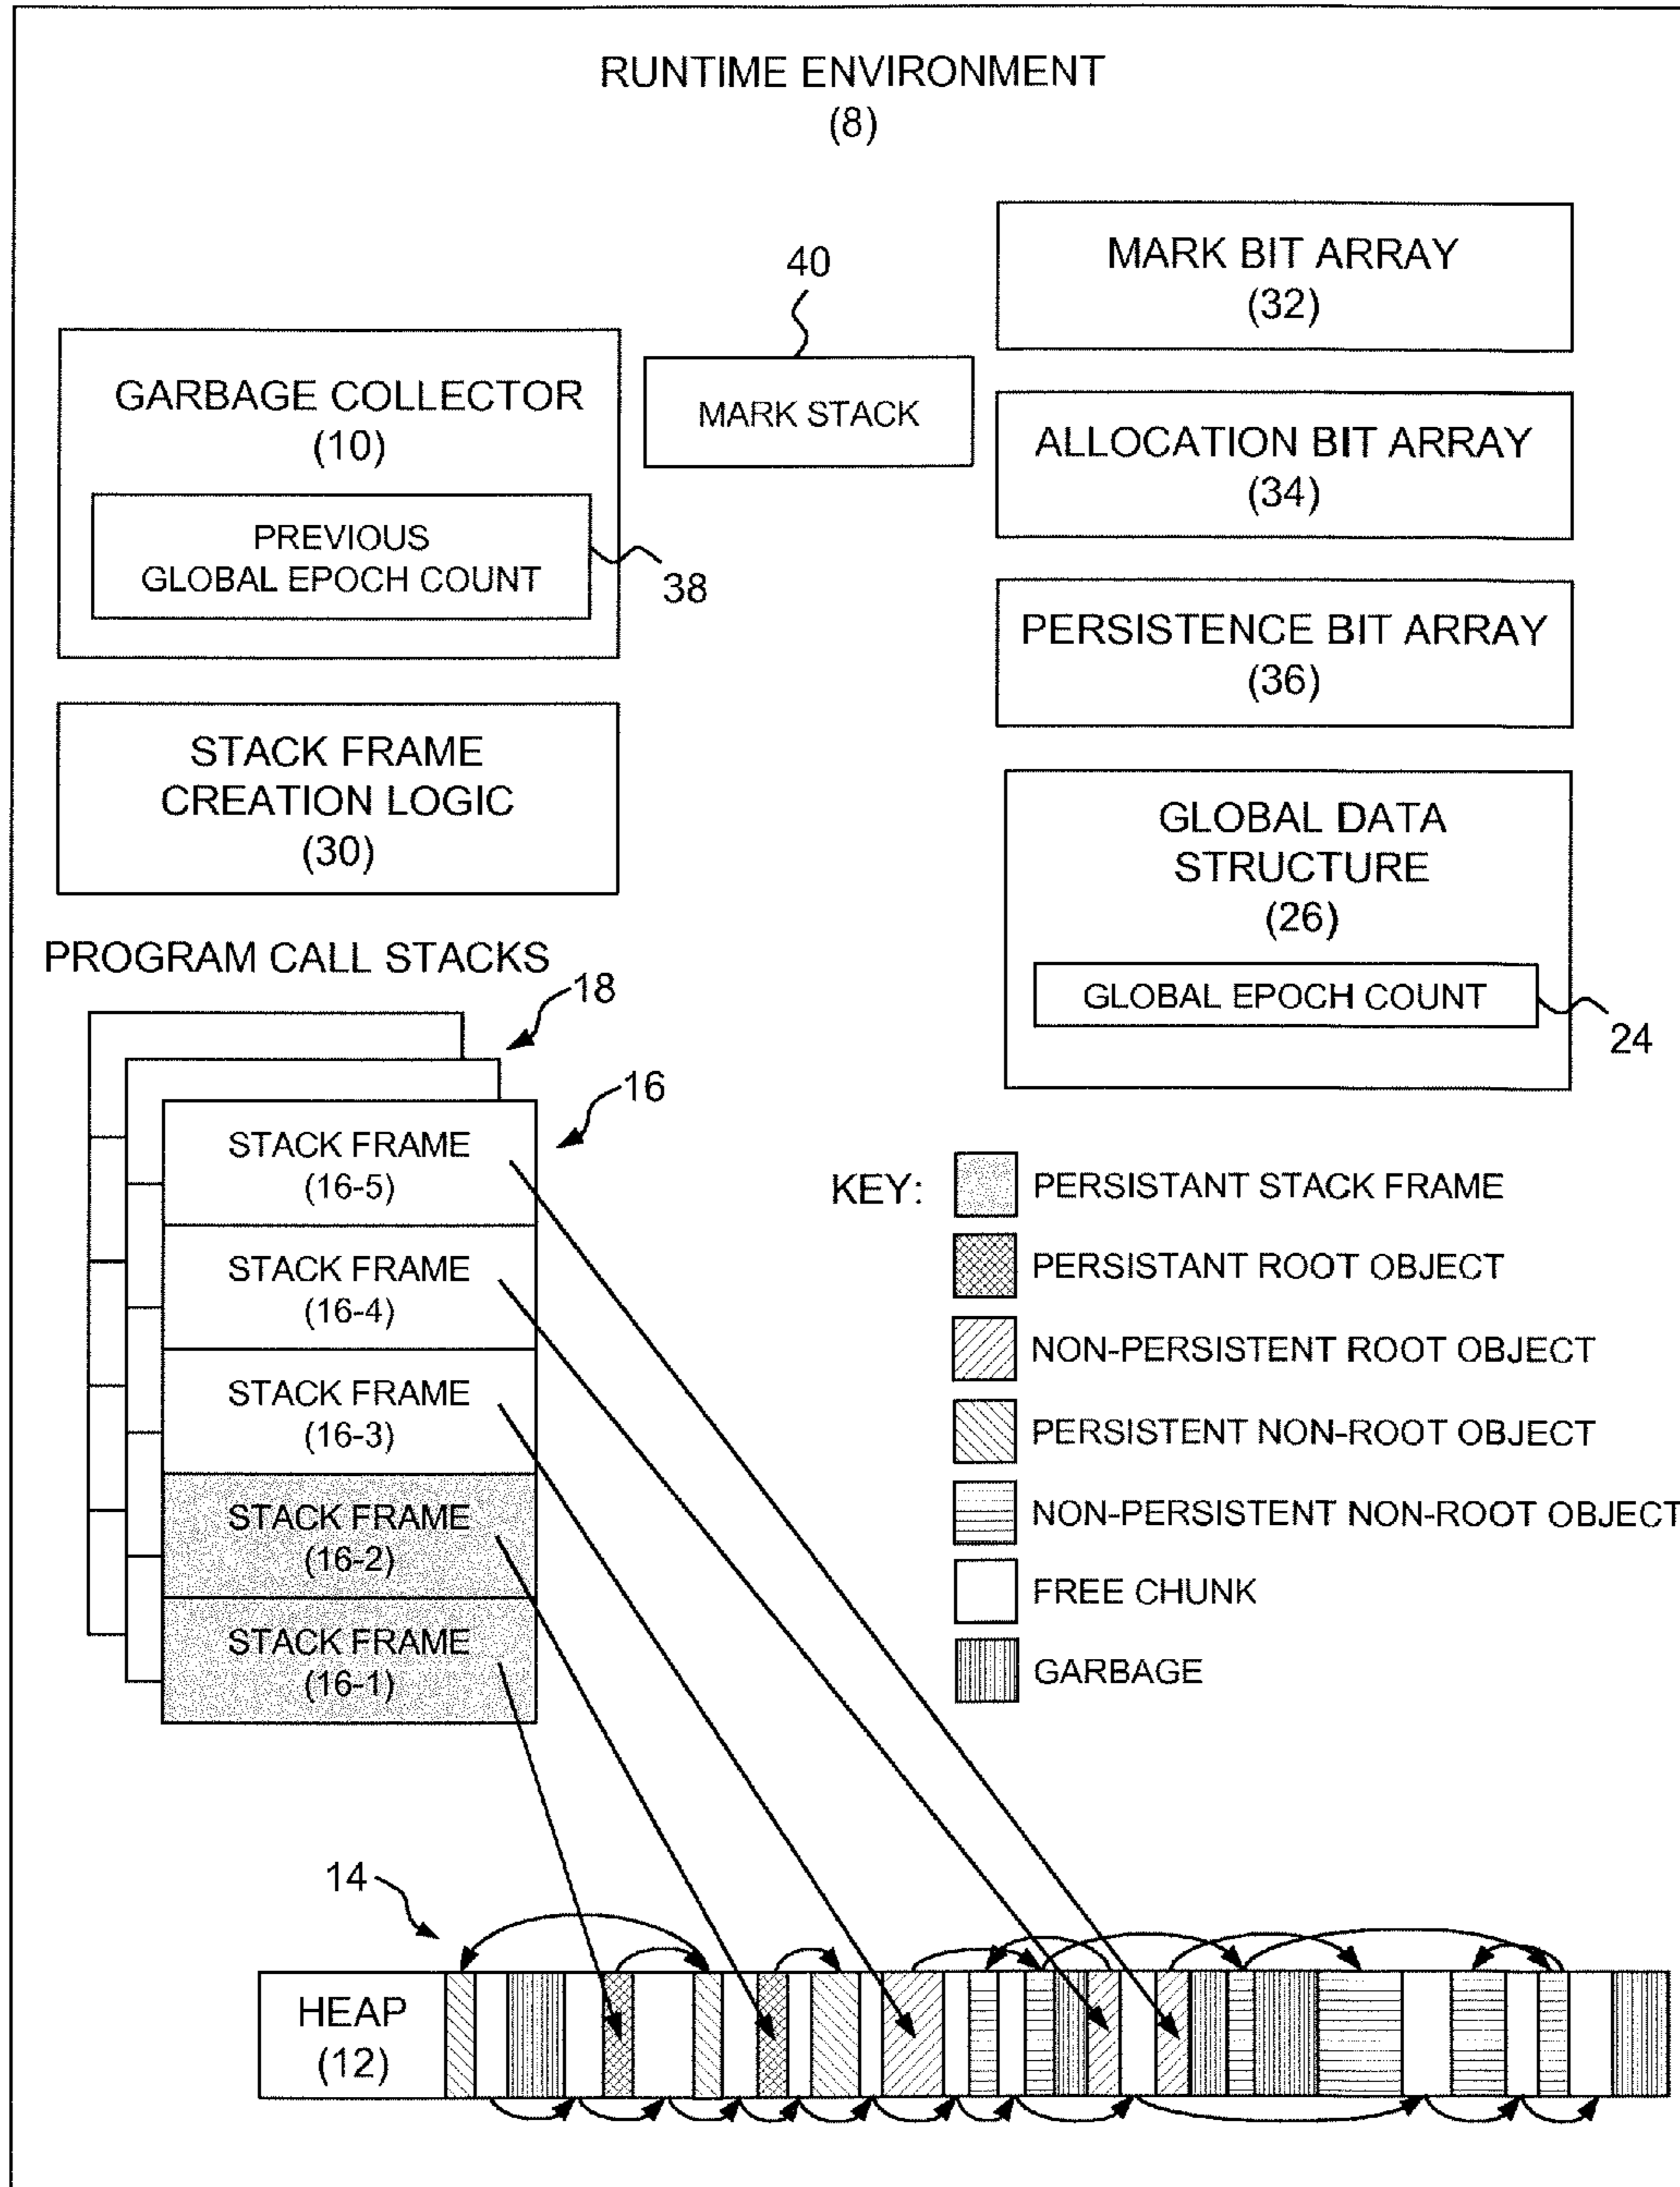 RUNTIME ENVIRONMENT
(8)
MARK BIT ARRAY
(32)
40
GARBAGE COLLECTOR
(10)
MARK STACK
ALLOCATION BIT ARRAY
(34)
PREVIOUS
GLOBAL EPOCH COUNT
38
PERSISTENCE BIT ARRAY
(36)
STACK FRAME
CREATION LOGIC
(30)
GLOBAL DATA
STRUCTURE
(26)
GLOBAL EPOCH COUNT
24
PROGRAM CALL STACKS
18
16
STACK FRAME
(16-5)
STACK FRAME
(16-4)
STACK FRAME
(16-3)
STACK FRAME
(16-2)
STACK FRAME
(16-1)
KEY:
PERSISTANT STACK FRAME
PERSISTANT ROOT OBJECT
NON-PERSISTENT ROOT OBJECT
PERSISTENT NON-ROOT OBJECT
NON-PERSISTENT NON-ROOT OBJECT
FREE CHUNK
GARBAGE
14
HEAP
(12)